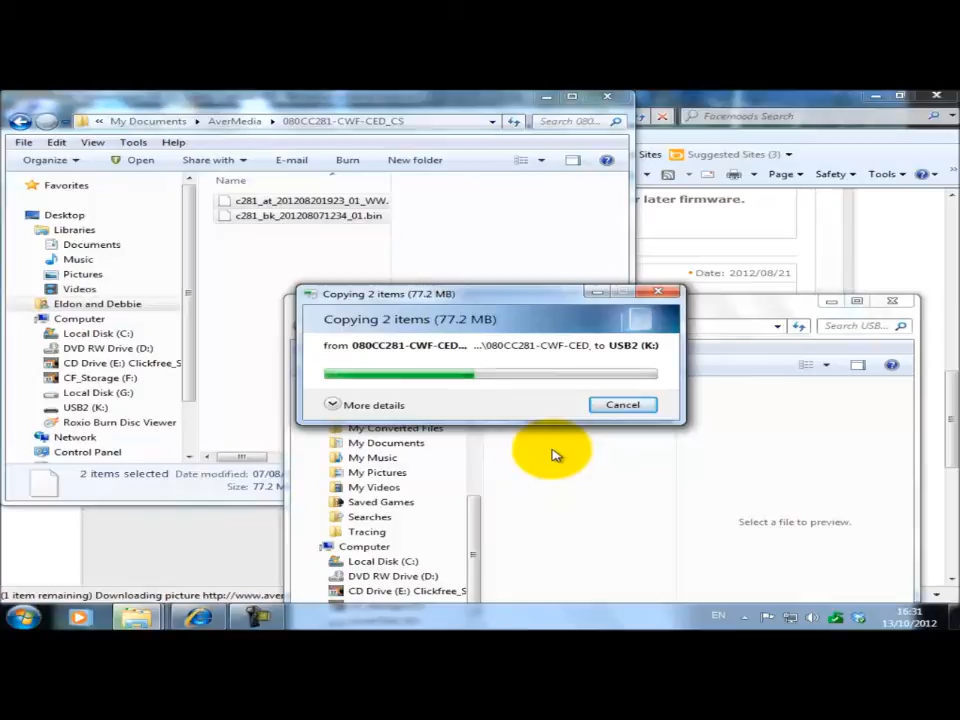 « My Documents ▸ AverMedia ▸ 080CC281-CWF-CED_CS
Search 080...
Facemoods Search
File Edit View Tools Help
Sites Suggested Sites (3)
Organize Open Share with E-mail Burn New folder
Page Safety Tools »
Favorites
Name
c281_at_201208201923_01_WW.
later firmware.
Desktop
c281_bk_201208071234_01.bin
Libraries
Documents
Music
Pictures
Date: 2012/08/21
Videos
Eldon and Debbie
Copying 2 items (77.2 MB)
Computer
Copying 2 items (77.2 MB)
Search USB...
Local Disk (C:)
DVD RW Drive (D:)
from 080CC281-CWF-CED... ...\080CC281-CWF-CED_ to USB2 (K:)
CD Drive (E:) Clickfree_S
CF_Storage (F:)
Local Disk (G:)
USB2 (K:)
More details
Cancel
Roxio Burn Disc Viewer
My Converted Files
Network
My Documents
Control Panel
My Music
2 items selected Date modified: 07/08/
My Pictures
Size: 77.2 M
My Videos
Saved Games
Searches
Select a file to preview.
Tracing
Computer
Local Disk (C:)
DVD RW Drive (D:)
CD Drive (E:) Clickfree_S
(1 item remaining) Downloading picture http://www.aver
EN
16:31
13/10/2012